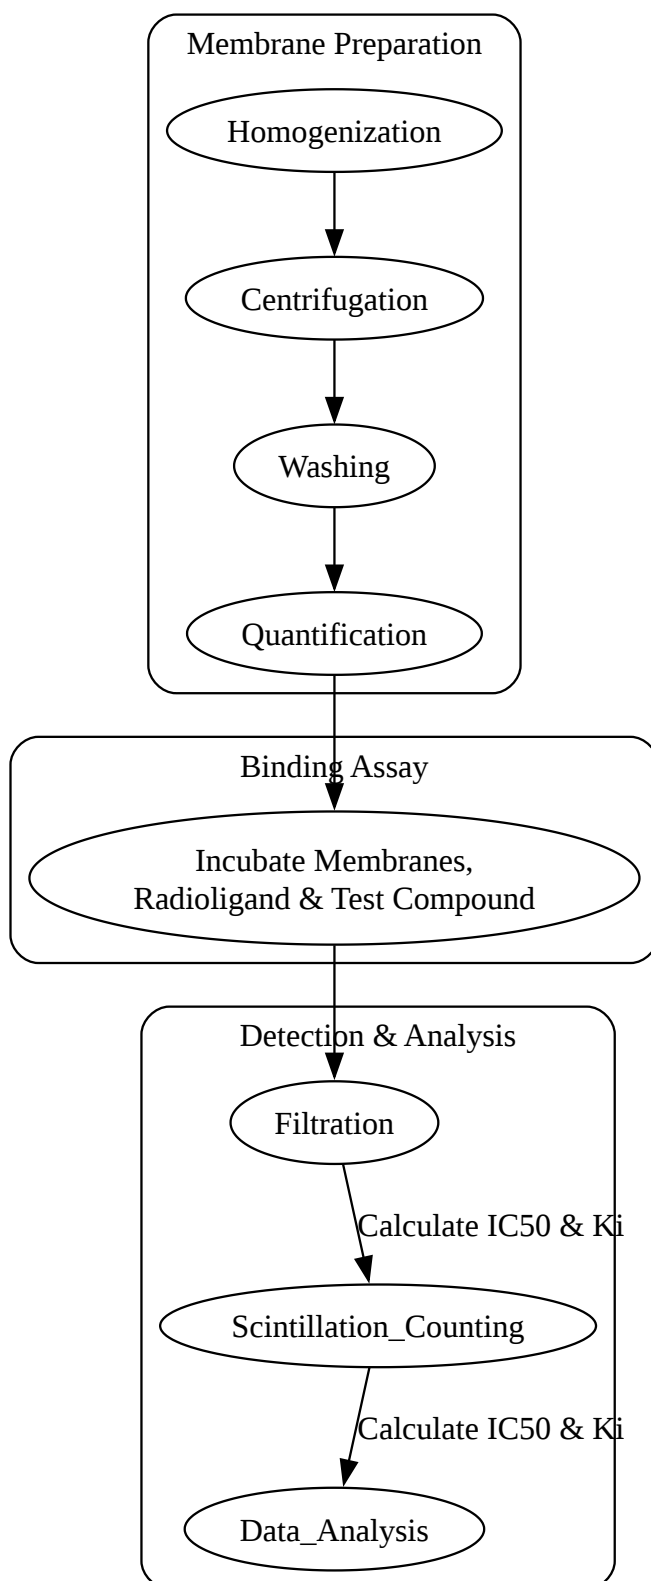 Membrane Preparation
Homogenization
Centrifugation
Washing
Quantification
Binding Assay
Incubate Membranes,
Radioligand & Test Compound
Detection & Analysis
Filtration
Calculate IC50 & Ki
Scintillation_Counting
Calculate IC50 & Ki
Data_Analysis